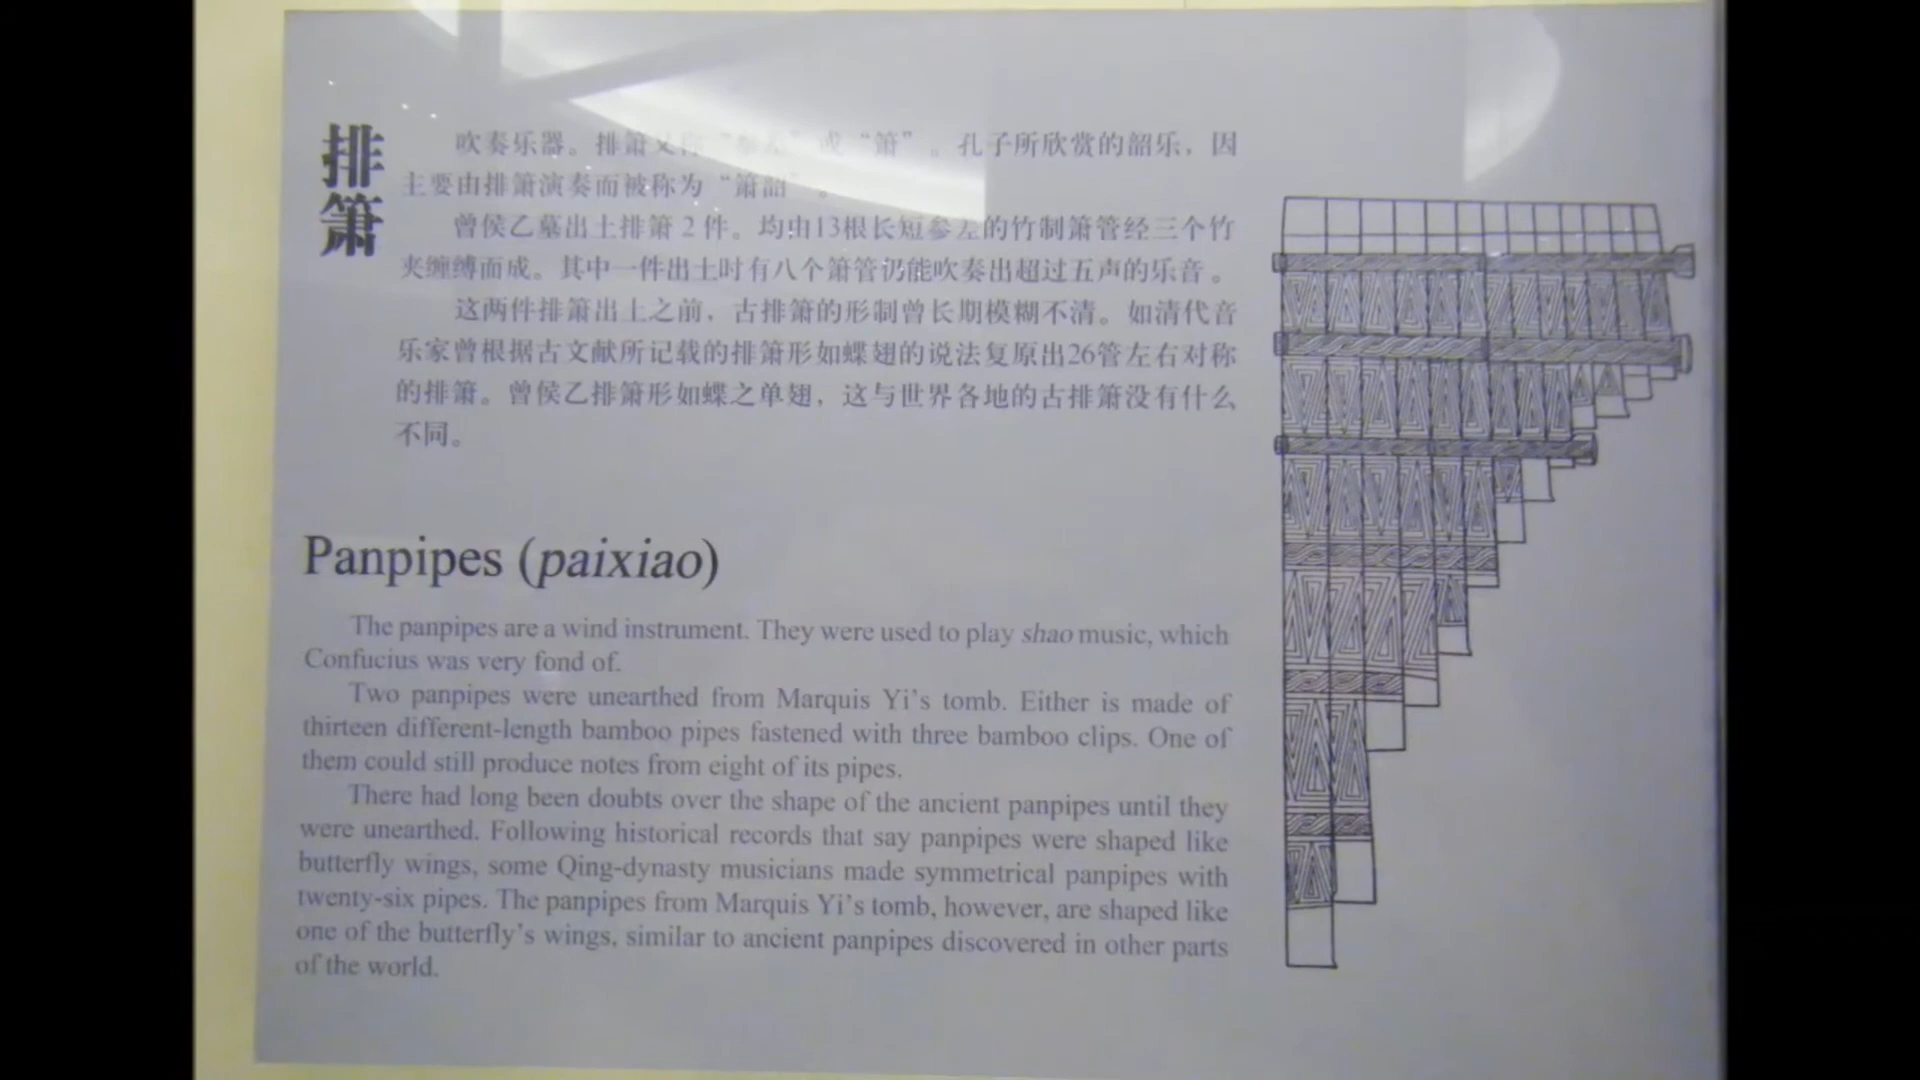 排箫
吹奏乐器。排箫又称“参差”或“箫”。孔子所欣赏的韶乐，因
主要由排箫演奏而被称为“箫韶”。
曾侯乙墓出土排箫2件。均由13根长短参差的竹制箫管经三个竹
夹缠缚而成。其中一件出土时有八个箫管仍能吹奏出超过五声的乐音。
这两件排箫出土之前，古排箫的形制曾长期模糊不清。如清代音
乐家曾根据古文献所记载的排箫形如蝶翅的说法复原出26管左右对称
的排箫。曾侯乙排箫形如蝶之单翅，这与世界各地的古排箫没有什么
不同。
Panpipes (paixiao)
The panpipes are a wind instrument. They were used to play shao music, which
Confucius was very fond of.
Two panpipes were unearthed from Marquis Yi's tomb. Either is made of
thirteen different-length bamboo pipes fastened with three bamboo clips. One of
them could still produce notes from eight of its pipes.
There had long been doubts over the shape of the ancient panpipes until they
were unearthed. Following historical records that say panpipes were shaped like
butterfly wings, some Qing-dynasty musicians made symmetrical panpipes with
twenty-six pipes. The panpipes from Marquis Yi's tomb, however, are shaped like
one of the butterfly's wings, similar to ancient panpipes discovered in other parts
of the world.